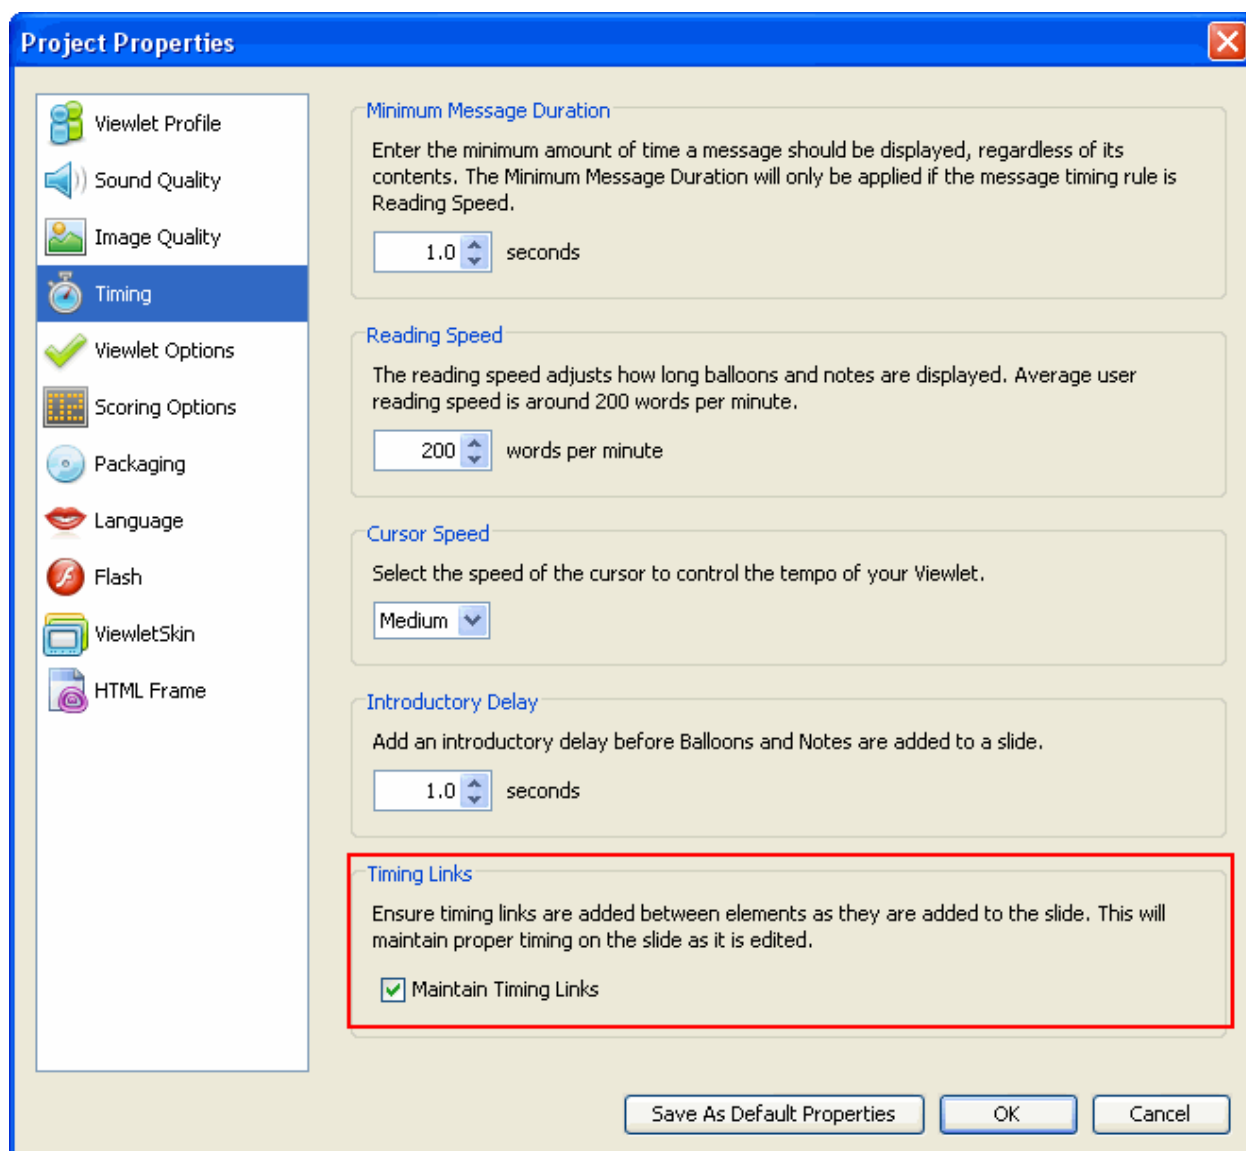 Project Properties
Viewlet Profile
Sound Quality
Image Quality
Timing
Viewlet Options
Scoring Options
Packaging
Language
Flash
ViewletSkin
HTML Frame
Minimum Message Duration
Enter the minimum amount of time a message should be displayed, regardless of its
contents. The Minimum Message Duration will only be applied if the message timing rule is
Reading Speed.
1.0 seconds
Reading Speed
The reading speed adjusts how long balloons and notes are displayed. Average user
reading speed is around 200 words per minute.
200 words per minute
Cursor Speed
Select the speed of the cursor to control the tempo of your Viewlet.
Medium
Introductory Delay
Add an introductory delay before Balloons and Notes are added to a slide.
1.0 seconds
Timing Links
Ensure timing links are added between elements as they are added to the slide. This will
maintain proper timing on the slide as it is edited.
Maintain Timing Links
Save As Default Properties OK Cancel